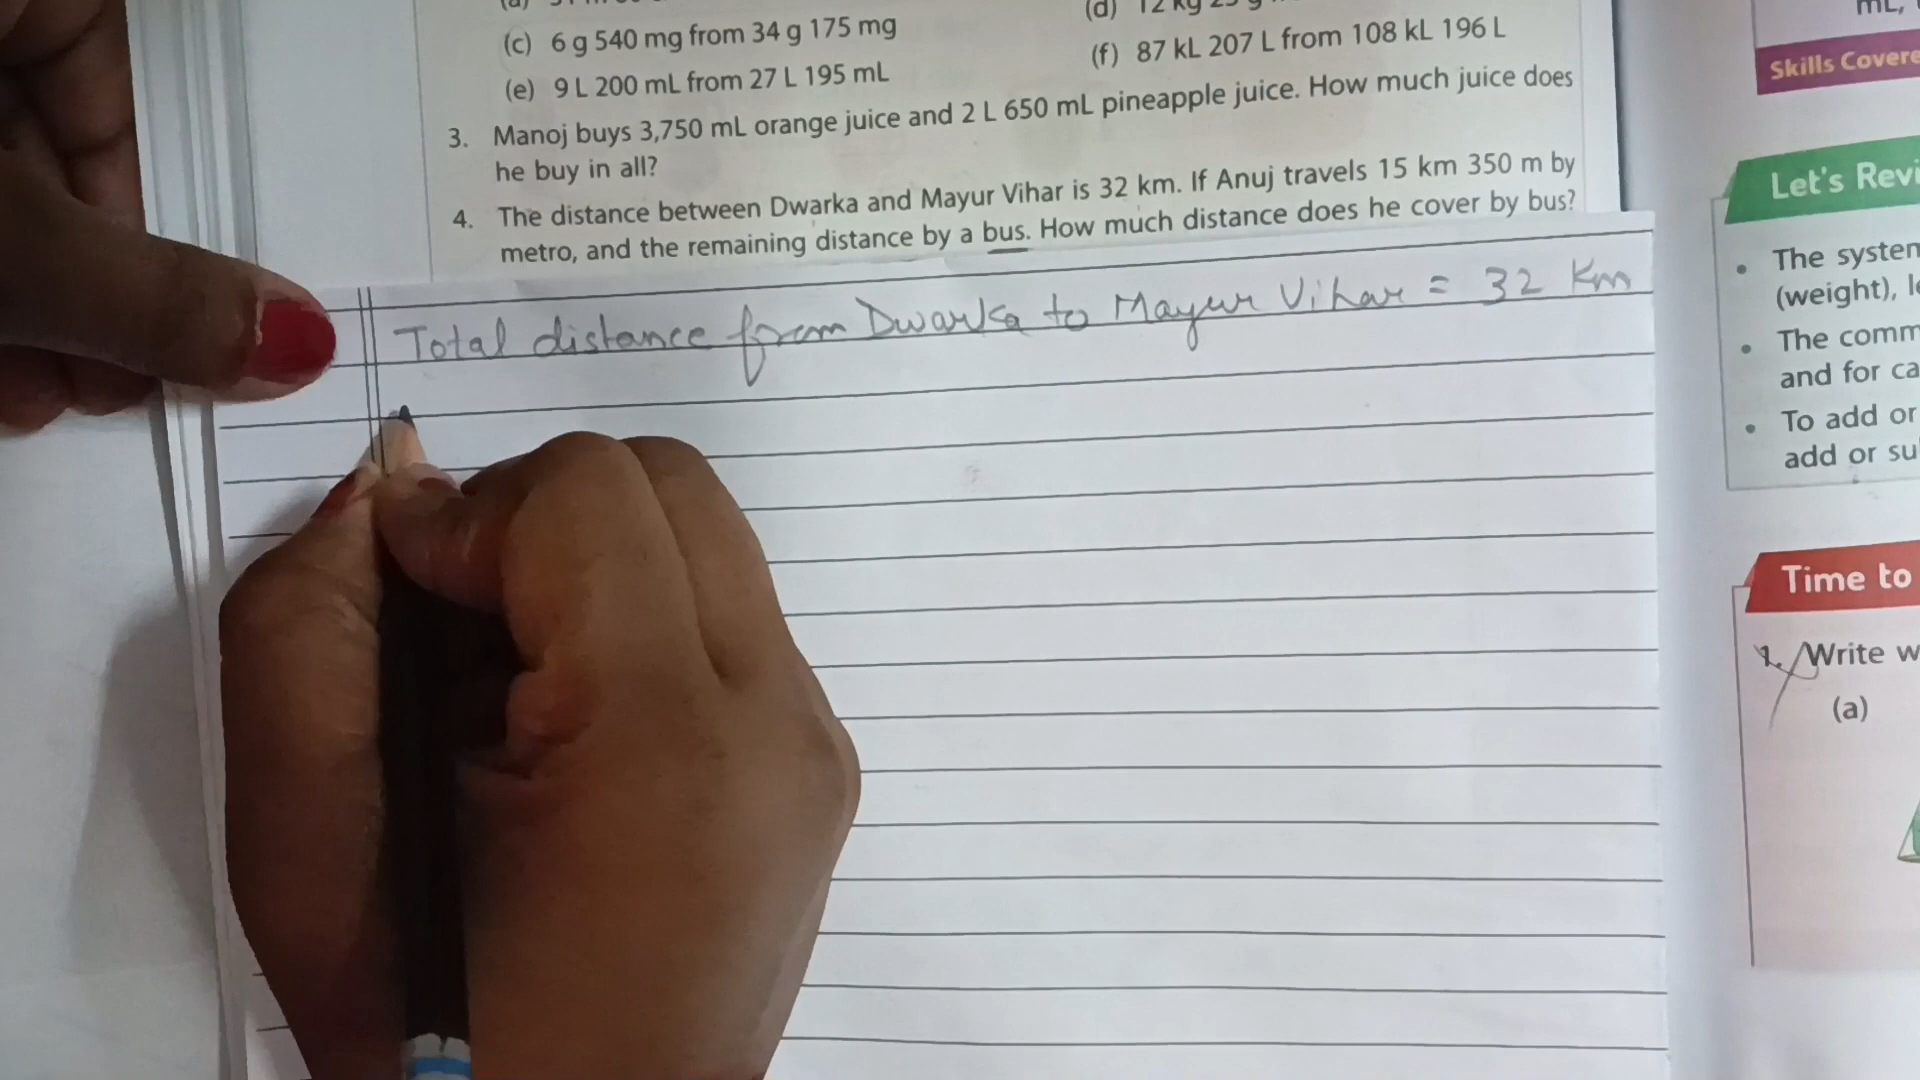 (d) 12 kg
(c) 6 g 540 mg from 34 g 175 mg
(e) 9 L 200 mL from 27 L 195 mL
(f) 87 kL 207 L from 108 kL 196 L
3. Manoj buys 3,750 mL orange juice and 2 L 650 mL pineapple juice. How much juice does
he buy in all?
4. The distance between Dwarka and Mayur Vihar is 32 km. If Anuj travels 15 km 350 m by
metro, and the remaining distance by a bus. How much distance does he cover by bus?
Total distance from Dwarka to Mayur Vihar = 32 Km
mL,
Skills Covere
Let's Revi
• The system
(weight), l
• The comm
and for ca
• To add or
add or su
Time to
1. Write w
(a)